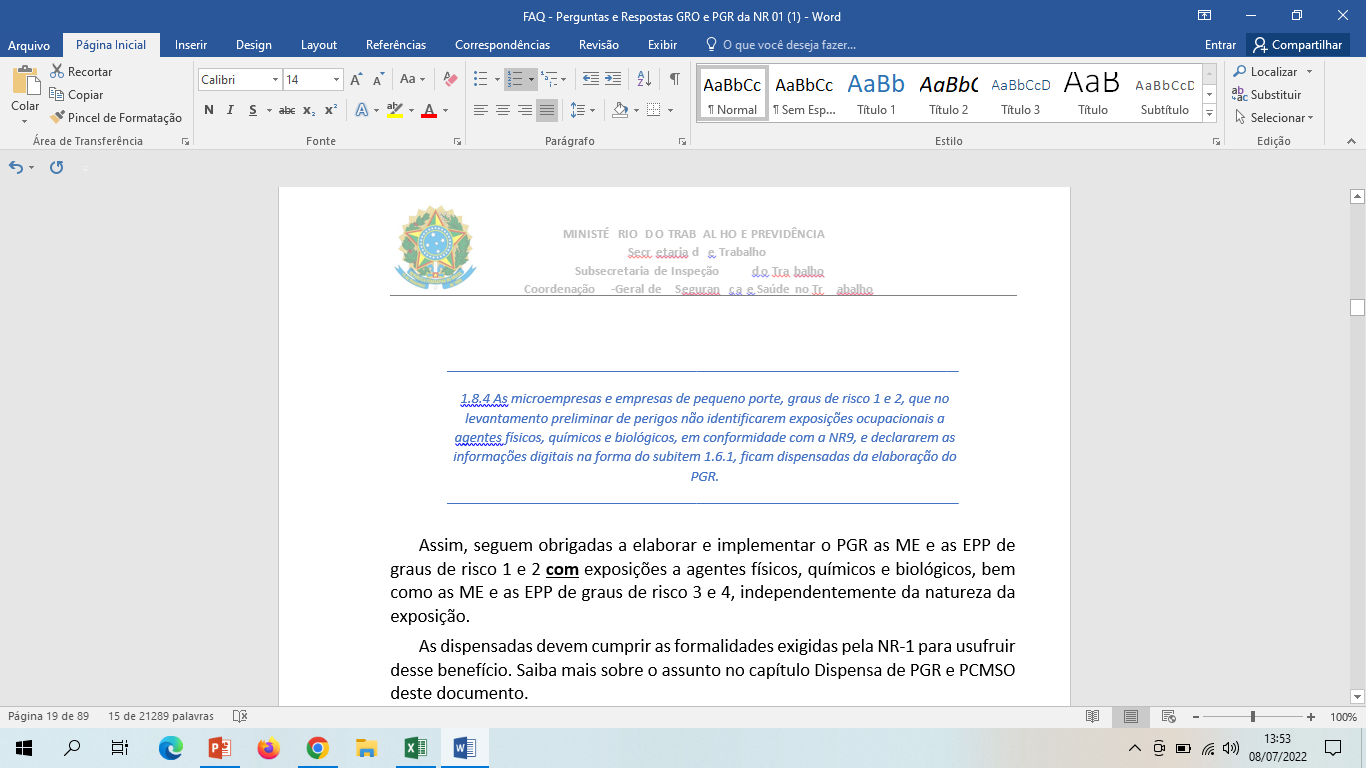 FAQ - Perguntas e Respostas GRO e PGR da NR 01 (1) - Word
Arquivo Página Inicial Inserir Design Layout Referências Correspondências Revisão Exibir O que você deseja fazer... Entrar Compartilhar
Colar
Recortar
Copiar
Pincel de Formatação
Área de Transferência
Calibri 14
Fonte
Parágrafo
AaBbCc AaBbCc AaBb AaBbC AaBbCcD AaB AaBbCcD
¶ Normal ¶ Sem Esp... Título 1 Título 2 Título 3 Título Subtítulo
Estilo
Localizar
Substituir
Selecionar
Edição
MINISTÉ RIO DO TRAB AL HO E PREVIDÊNCIA
Secr etaria d e Trabalho
Subsecretaria de Inspeção do Tra balho
Coordenação -Geral de Seguran ça e Saúde no Tr abalho
1.8.4 As microempresas e empresas de pequeno porte, graus de risco 1 e 2, que no
levantamento preliminar de perigos não identificarem exposições ocupacionais a
agentes físicos, químicos e biológicos, em conformidade com a NR9, e declararem as
informações digitais na forma do subitem 1.6.1, ficam dispensadas da elaboração do
PGR.
Assim, seguem obrigadas a elaborar e implementar o PGR as ME e as EPP de
graus de risco 1 e 2 com exposições a agentes físicos, químicos e biológicos, bem
como as ME e as EPP de graus de risco 3 e 4, independentemente da natureza da
exposição.
As dispensadas devem cumprir as formalidades exigidas pela NR-1 para usufruir
desse benefício. Saiba mais sobre o assunto no capítulo Dispensa de PGR e PCMSO
deste documento.
Página 19 de 89 15 de 21289 palavras 100%
13:53
08/07/2022